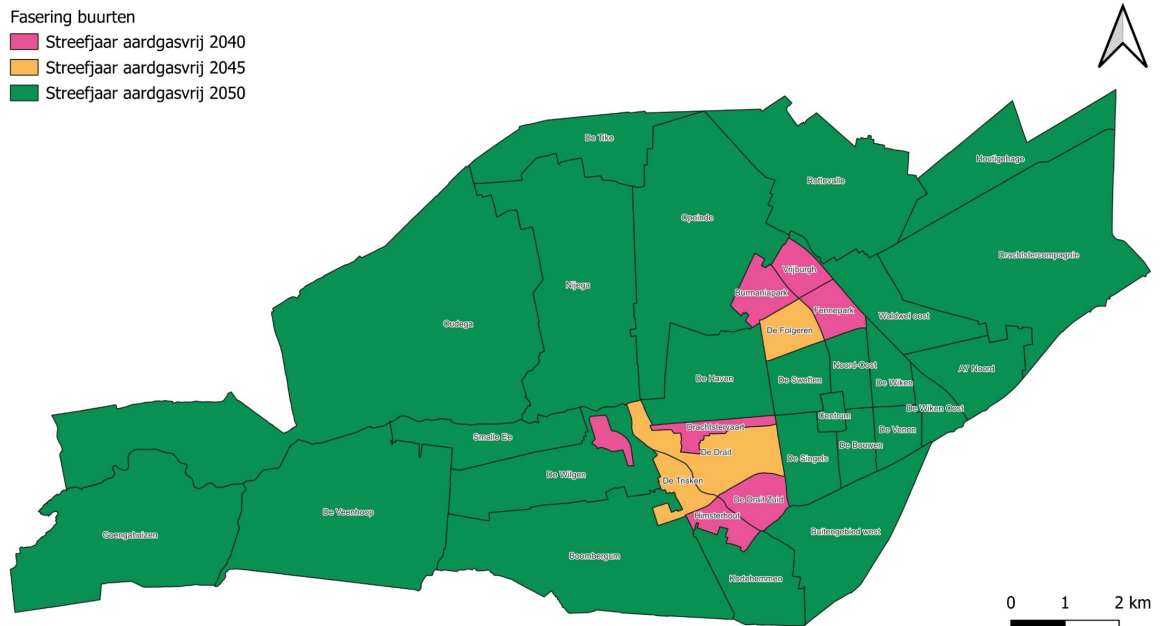 Fasering buurten
Streefjaar aardgasvrij 2040
Streefjaar aardgasvrij 2045
Streefjaar aardgasvrij 2050
De Tike
Houtigehage
Rottevalle
Opeinde
Drachtstercompagnie
Vrijburgh
Nijega
Burmaniapark
Fennepark
Waldwei oost
Oudega
De Folgeren
Noord-Oost
A7 Noord
De Haven
De Swetten
De Wiken
De Wiken Oost
Centrum
Drachtstervaart
De Venen
Smalle Ee
De Bouwen
De Drait
De Singels
De Wilgen
De Trisken
De Drait Zuid
De Veenhoop
Himsterhout
Buitengebied west
Goengahuizen
Boornbergum
Kortehemmen
0 1 2 km